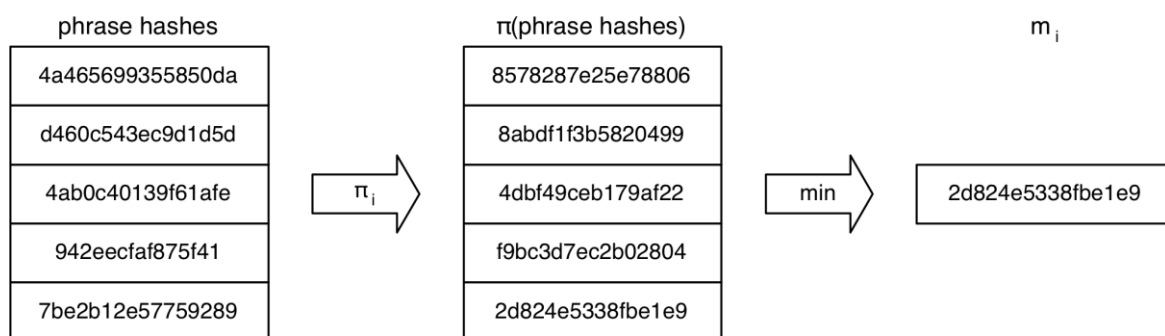 phrase hashes
π(phrase hashes)
m i
4a465699355850da
8578287e25e78806
d460c543ec9d1d5d
8abdf1f3b5820499
4ab0c40139f61afe
π i
4dbf49ceb179af22
min
2d824e5338fbe1e9
942eecfaf875f41
f9bc3d7ec2b02804
7be2b12e57759289
2d824e5338fbe1e9